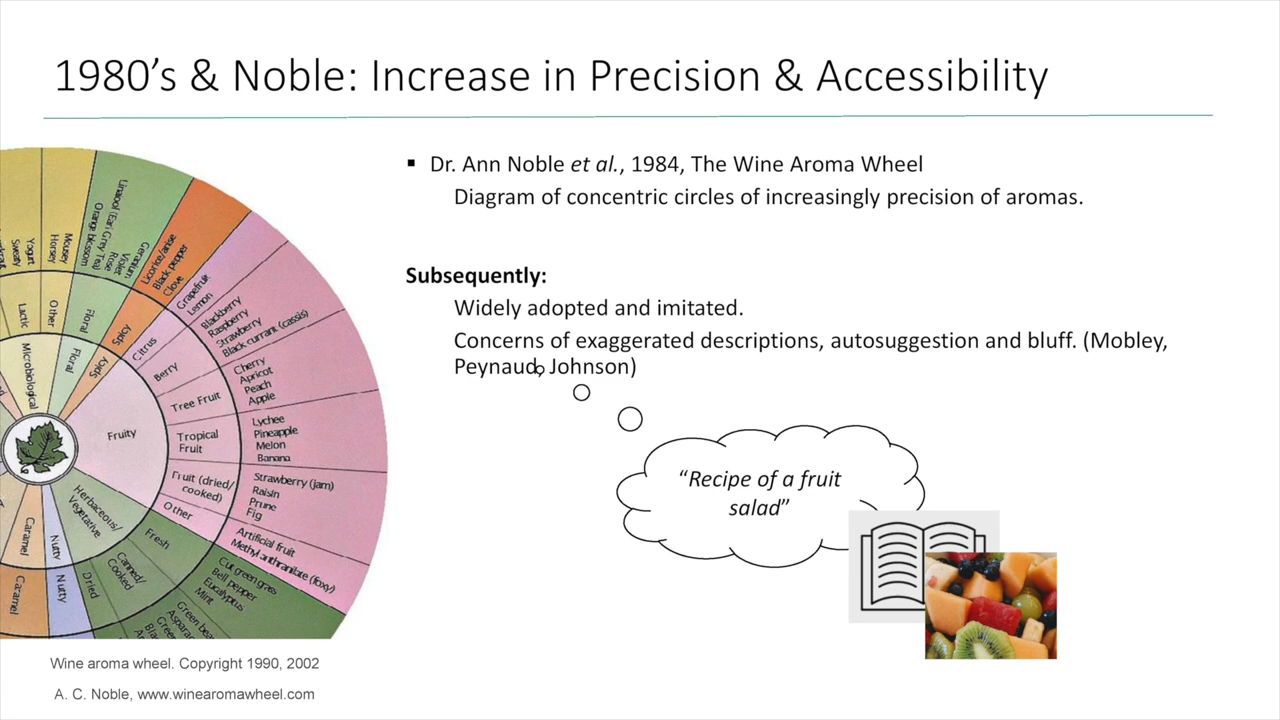 1980’s & Noble: Increase in Precision & Accessibility
▪ Dr. Ann Noble et al., 1984, The Wine Aroma Wheel
Diagram of concentric circles of increasingly precision of aromas.
Subsequently:
Widely adopted and imitated.
Concerns of exaggerated descriptions, autosuggestion and bluff. (Mobley,
Peynaud, Johnson)
“Recipe of a fruit
salad”
Yogurt
Sweaty
Mousey
Horsey
Linalool (Earl Grey Tea)
Orange blossom
Rose
Violet
Geranium
Licorice/anise
Black pepper
Clove
Grapefruit
Lemon
Blackberry
Raspberry
Strawberry
Black currant (cassis)
Cherry
Apricot
Peach
Apple
Lychee
Pineapple
Melon
Banana
Strawberry (jam)
Raisin
Prune
Fig
Artificial fruit
Methyl anthranilate (foxy)
Cut green grass
Bell pepper
Eucalyptus
Mint
Green
Lactic
Other
Floral
Spicy
Citrus
Berry
Tree Fruit
Tropical
Fruit
Fruit (dried/
cooked)
Other
Fresh
Canned/
Cooked
Dried
Nutty
Caramel
Microbiological
Floral
Spicy
Fruity
Herbaceous/
Vegetative
Nutty
Caramel
Wine aroma wheel. Copyright 1990, 2002
A. C. Noble, www.winearomawheel.com